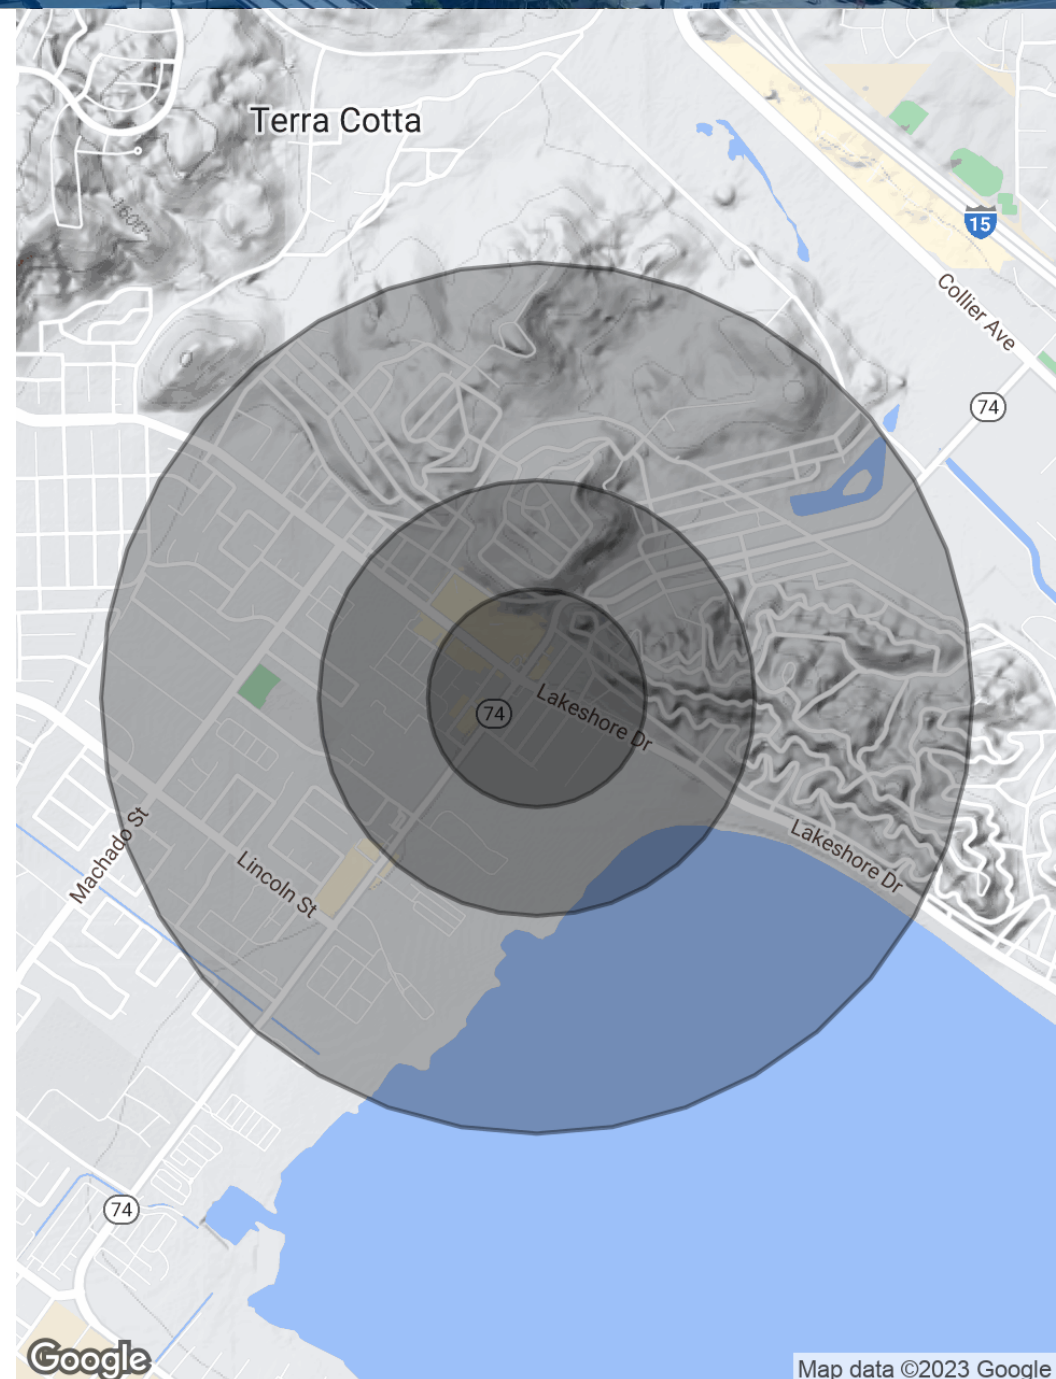 Terra Cotta
1600'
15
Collier Ave
74
74
Lakeshore Dr
Lakeshore Dr
Machado St
Lincoln St
74
Google
Map data ©2023 Google